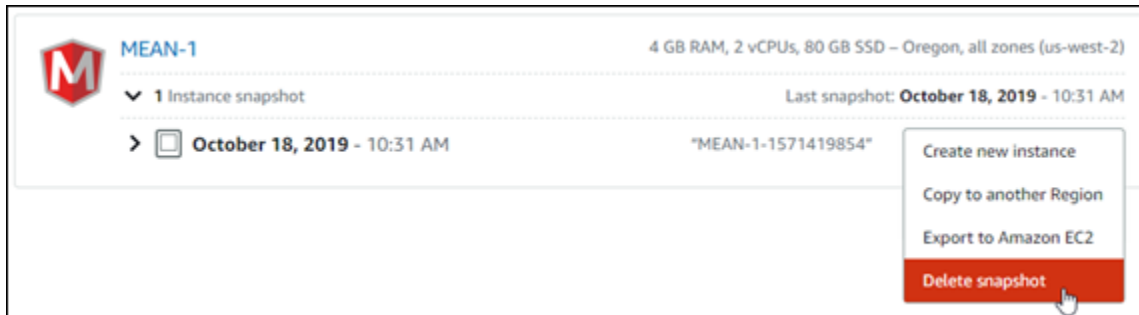 M
MEAN-1
4 GB RAM, 2 vCPUs, 80 GB SSD – Oregon, all zones (us-west-2)
1 Instance snapshot
Last snapshot: October 18, 2019 - 10:31 AM
October 18, 2019 - 10:31 AM
"MEAN-1-1571419854"
Create new instance
Copy to another Region
Export to Amazon EC2
Delete snapshot